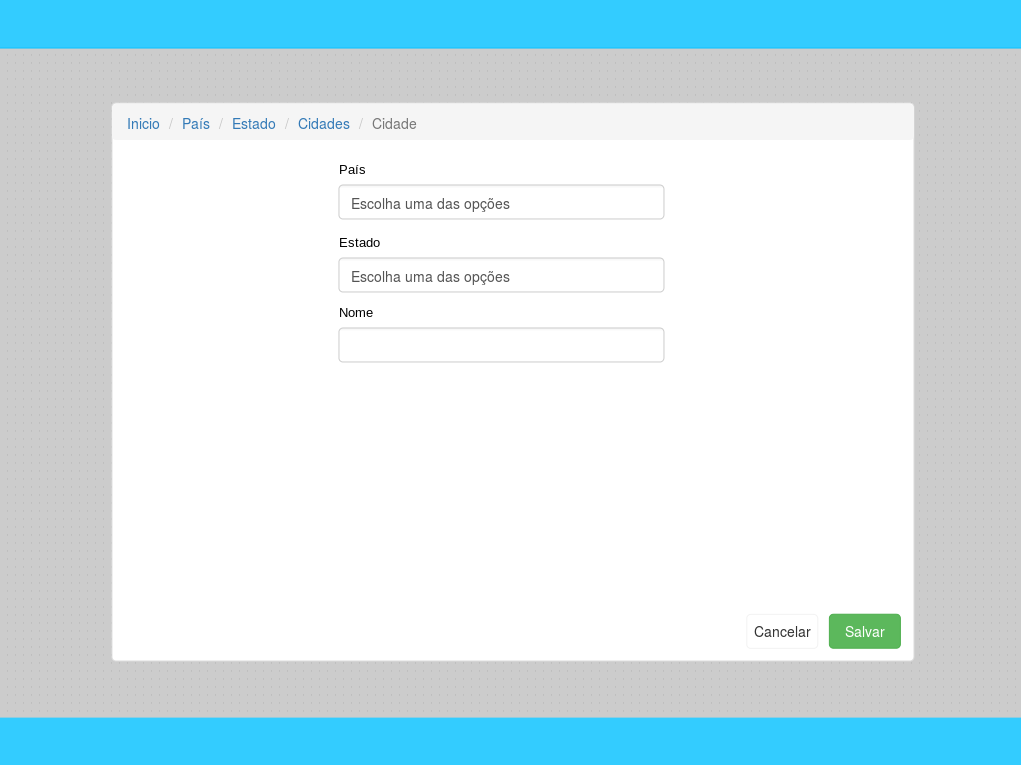 Inicio / País / Estado / Cidades / Cidade
País
Escolha uma das opções
Estado
Escolha uma das opções
Nome
Cancelar Salvar